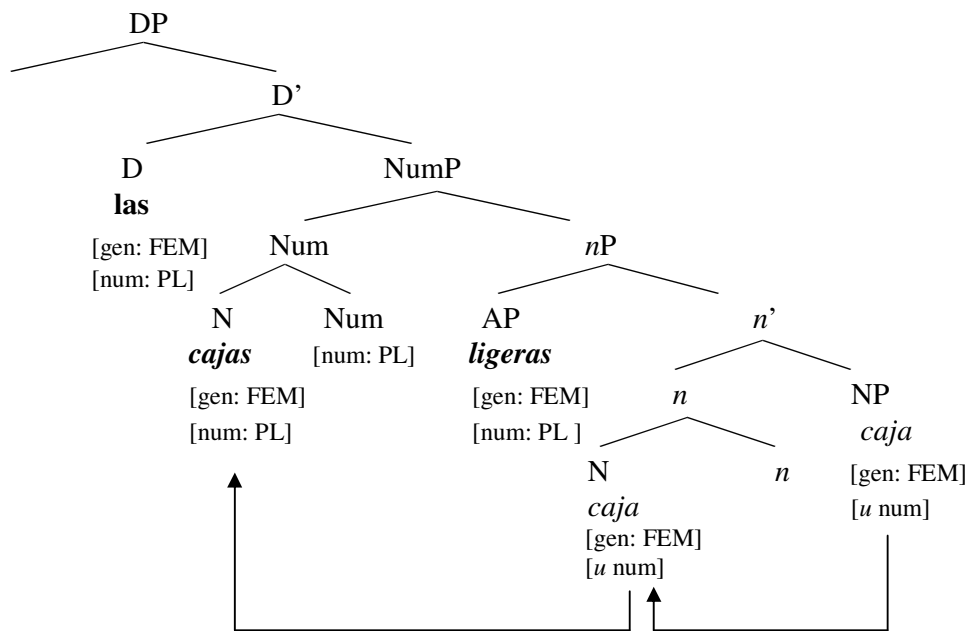 DP
D’
D NumP
las
[gen: FEM] Num nP
[num: PL]
N Num AP n’
cajas [num: PL] ligeras
[gen: FEM] [gen: FEM] n NP
[num: PL] [num: PL ] caja
N n [gen: FEM]
caja [u num]
[gen: FEM]
[u num]